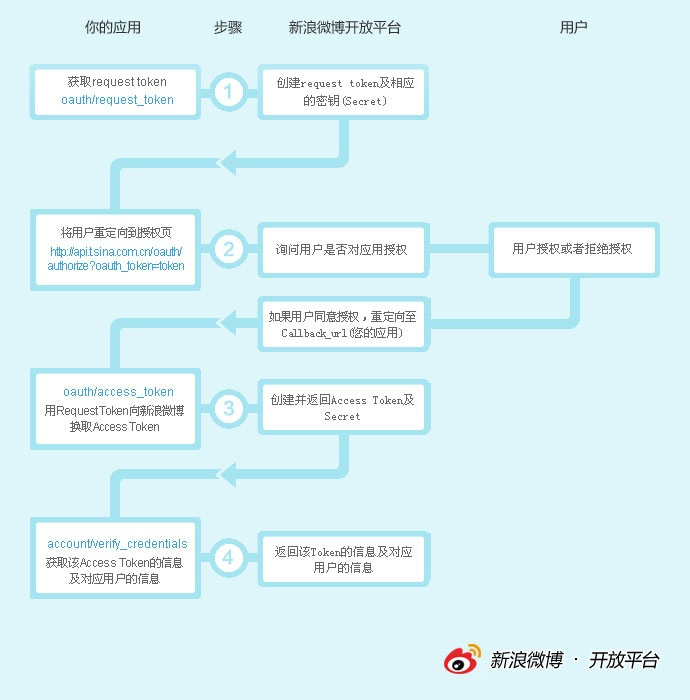 你的应用 步骤 新浪微博开放平台 用户
获取request token
oauth/request_token
1
创建request token及相应
的密钥(Secret)
将用户重定向到授权页
http://api.t.sina.com.cn/oauth/
authorize?oauth_token=token
2
询问用户是否对应用授权
用户授权或者拒绝授权
如果用户同意授权，重定向至
Callback_url(您的应用)
oauth/access_token
用RequestToken向新浪微博
换取AccessToken
3
创建并返回Access Token及
Secret
account/verify_credentials
获取该Access Token的信息
及对应用户的信息
4
返回该Token的信息及对应
用户的信息
新浪微博 · 开放平台